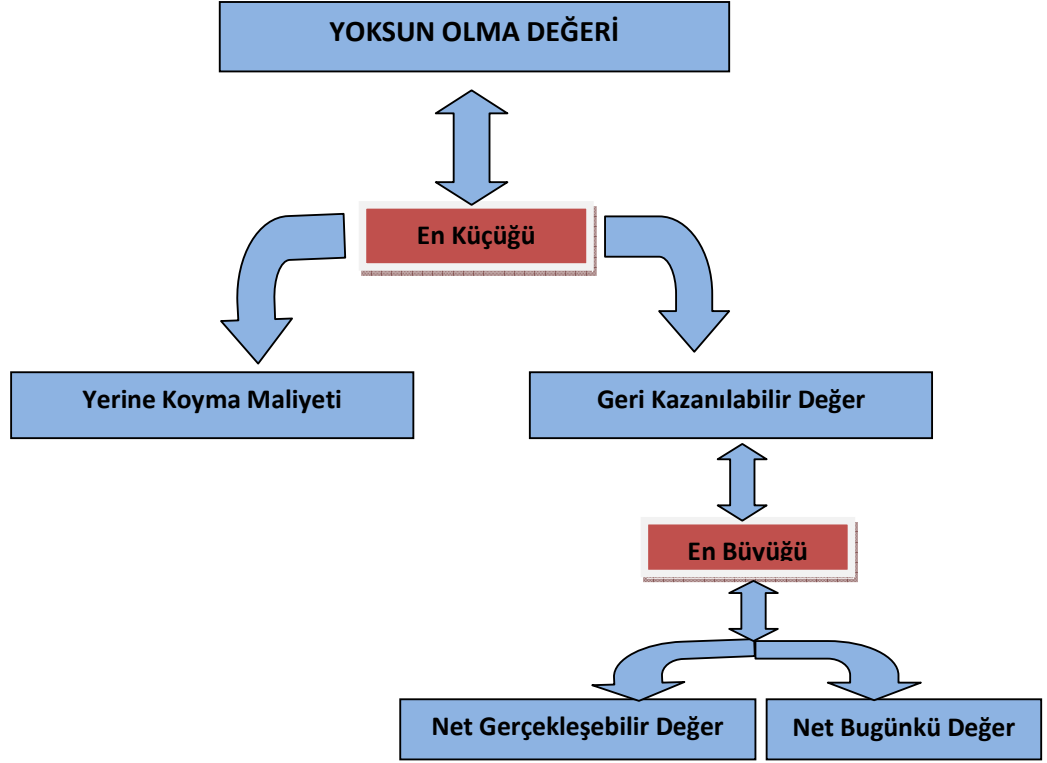 YOKSUN OLMA DEĞERİ
En Küçüğü
Yerine Koyma Maliyeti
Geri Kazanılabilir Değer
En Büyüğü
Net Gerçekleşebilir Değer
Net Bugünkü Değer